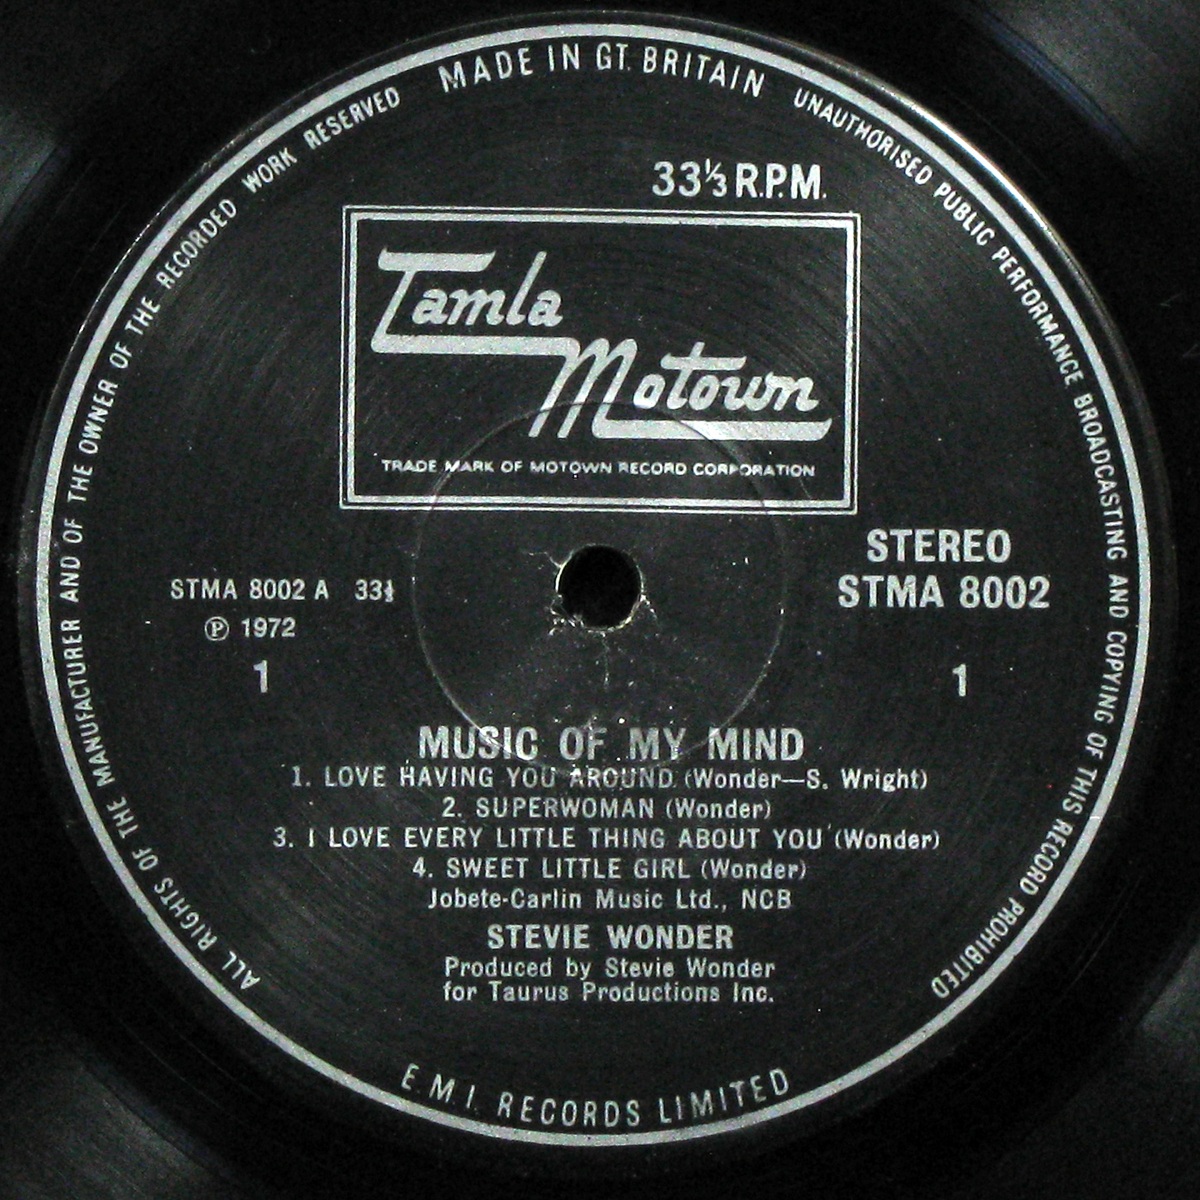 MADE IN GT. BRITAIN
UNAUTHORISED PUBLIC PERFORMANCE BROADCASTING AND COPYING OF THIS RECORD PROHIBITED
ALL RIGHTS OF THE MANUFACTURER AND OF THE OWNER OF THE RECORDED WORK RESERVED
33⅓ R.P.M.
Tamla
Motown
TRADE MARK OF MOTOWN RECORD CORPORATION
STEREO
STMA 8002
STMA 8002 A 33⅓
℗ 1972
1
1
MUSIC OF MY MIND
1. LOVE HAVING YOU AROUND (Wonder—S. Wright)
2. SUPERWOMAN (Wonder)
3. I LOVE EVERY LITTLE THING ABOUT YOU (Wonder)
4. SWEET LITTLE GIRL (Wonder)
Jobete-Carlin Music Ltd., NCB
STEVIE WONDER
Produced by Stevie Wonder
for Taurus Productions Inc.
E.M.I. RECORDS LIMITED